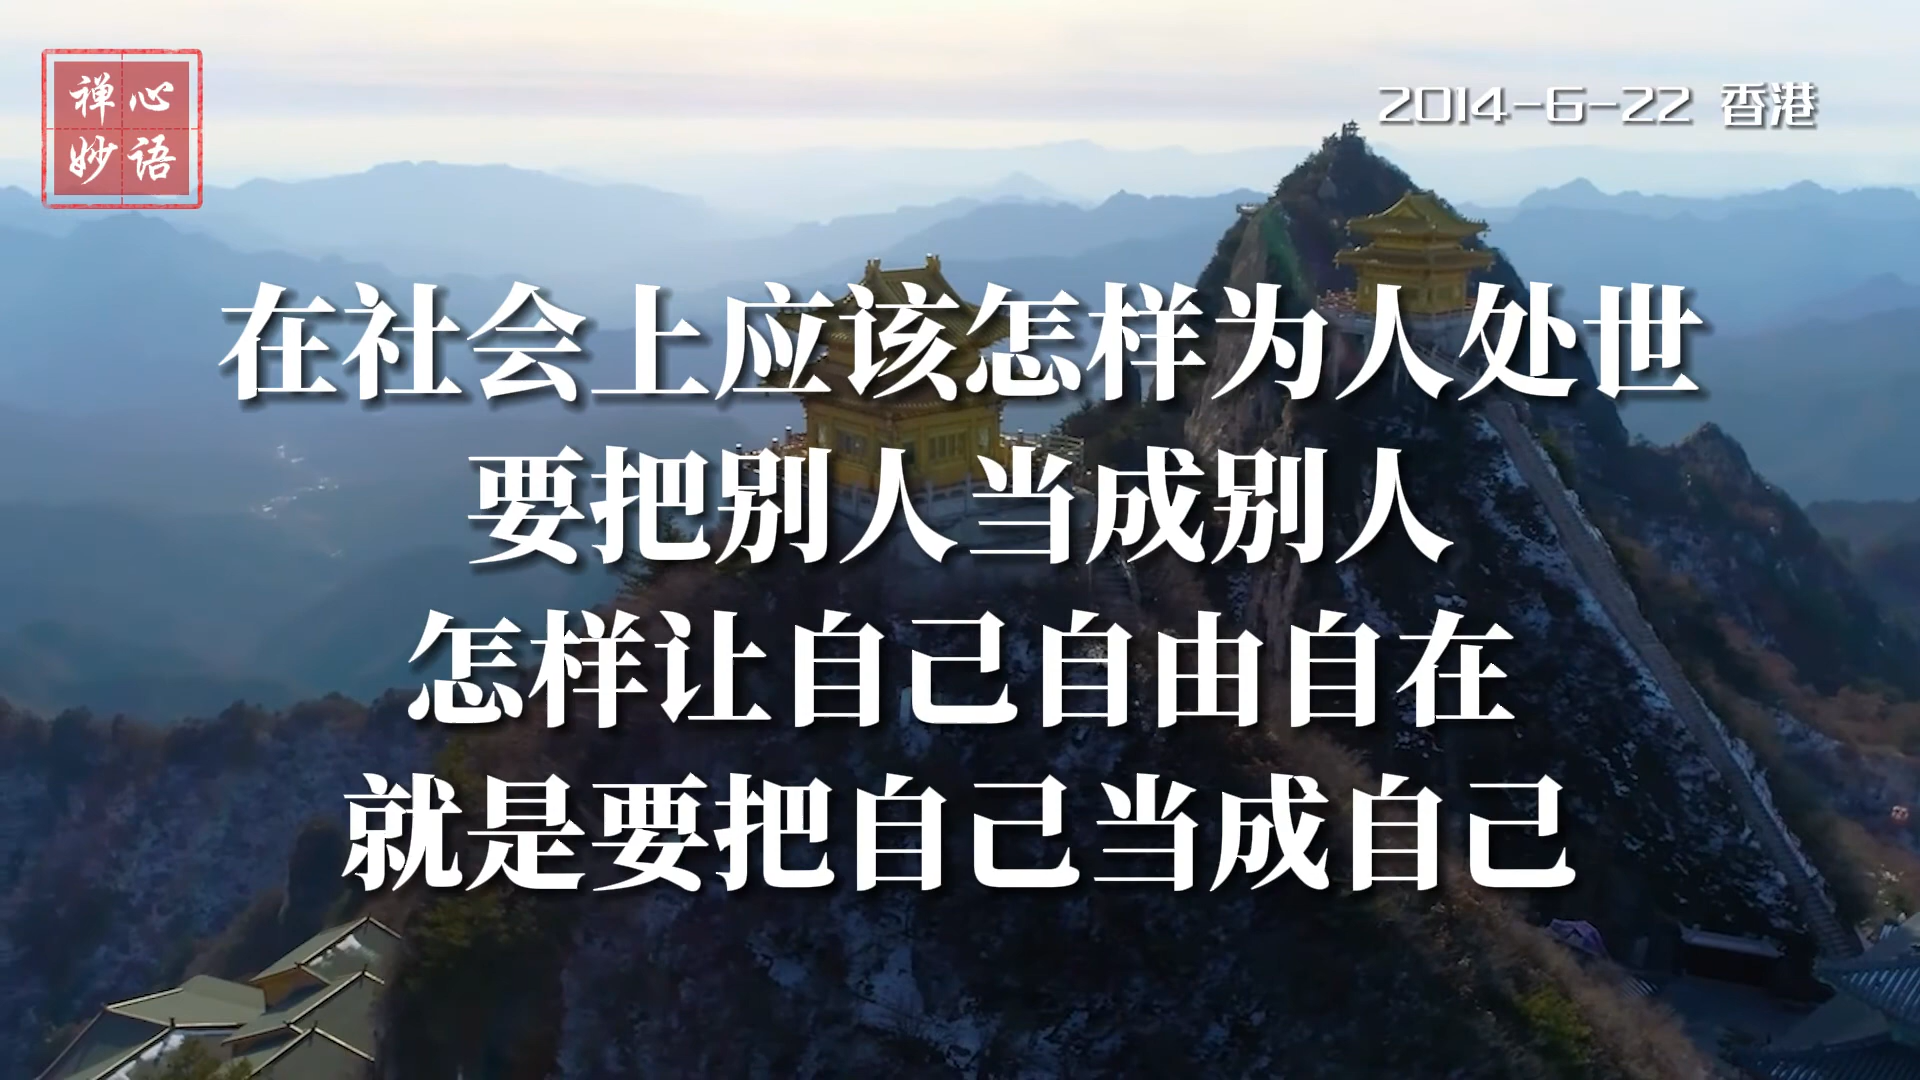 禅心
妙语
2014-6-22 香港
在社会上应该怎样为人处世
要把别人当成别人
怎样让自己自由自在
就是要把自己当成自己